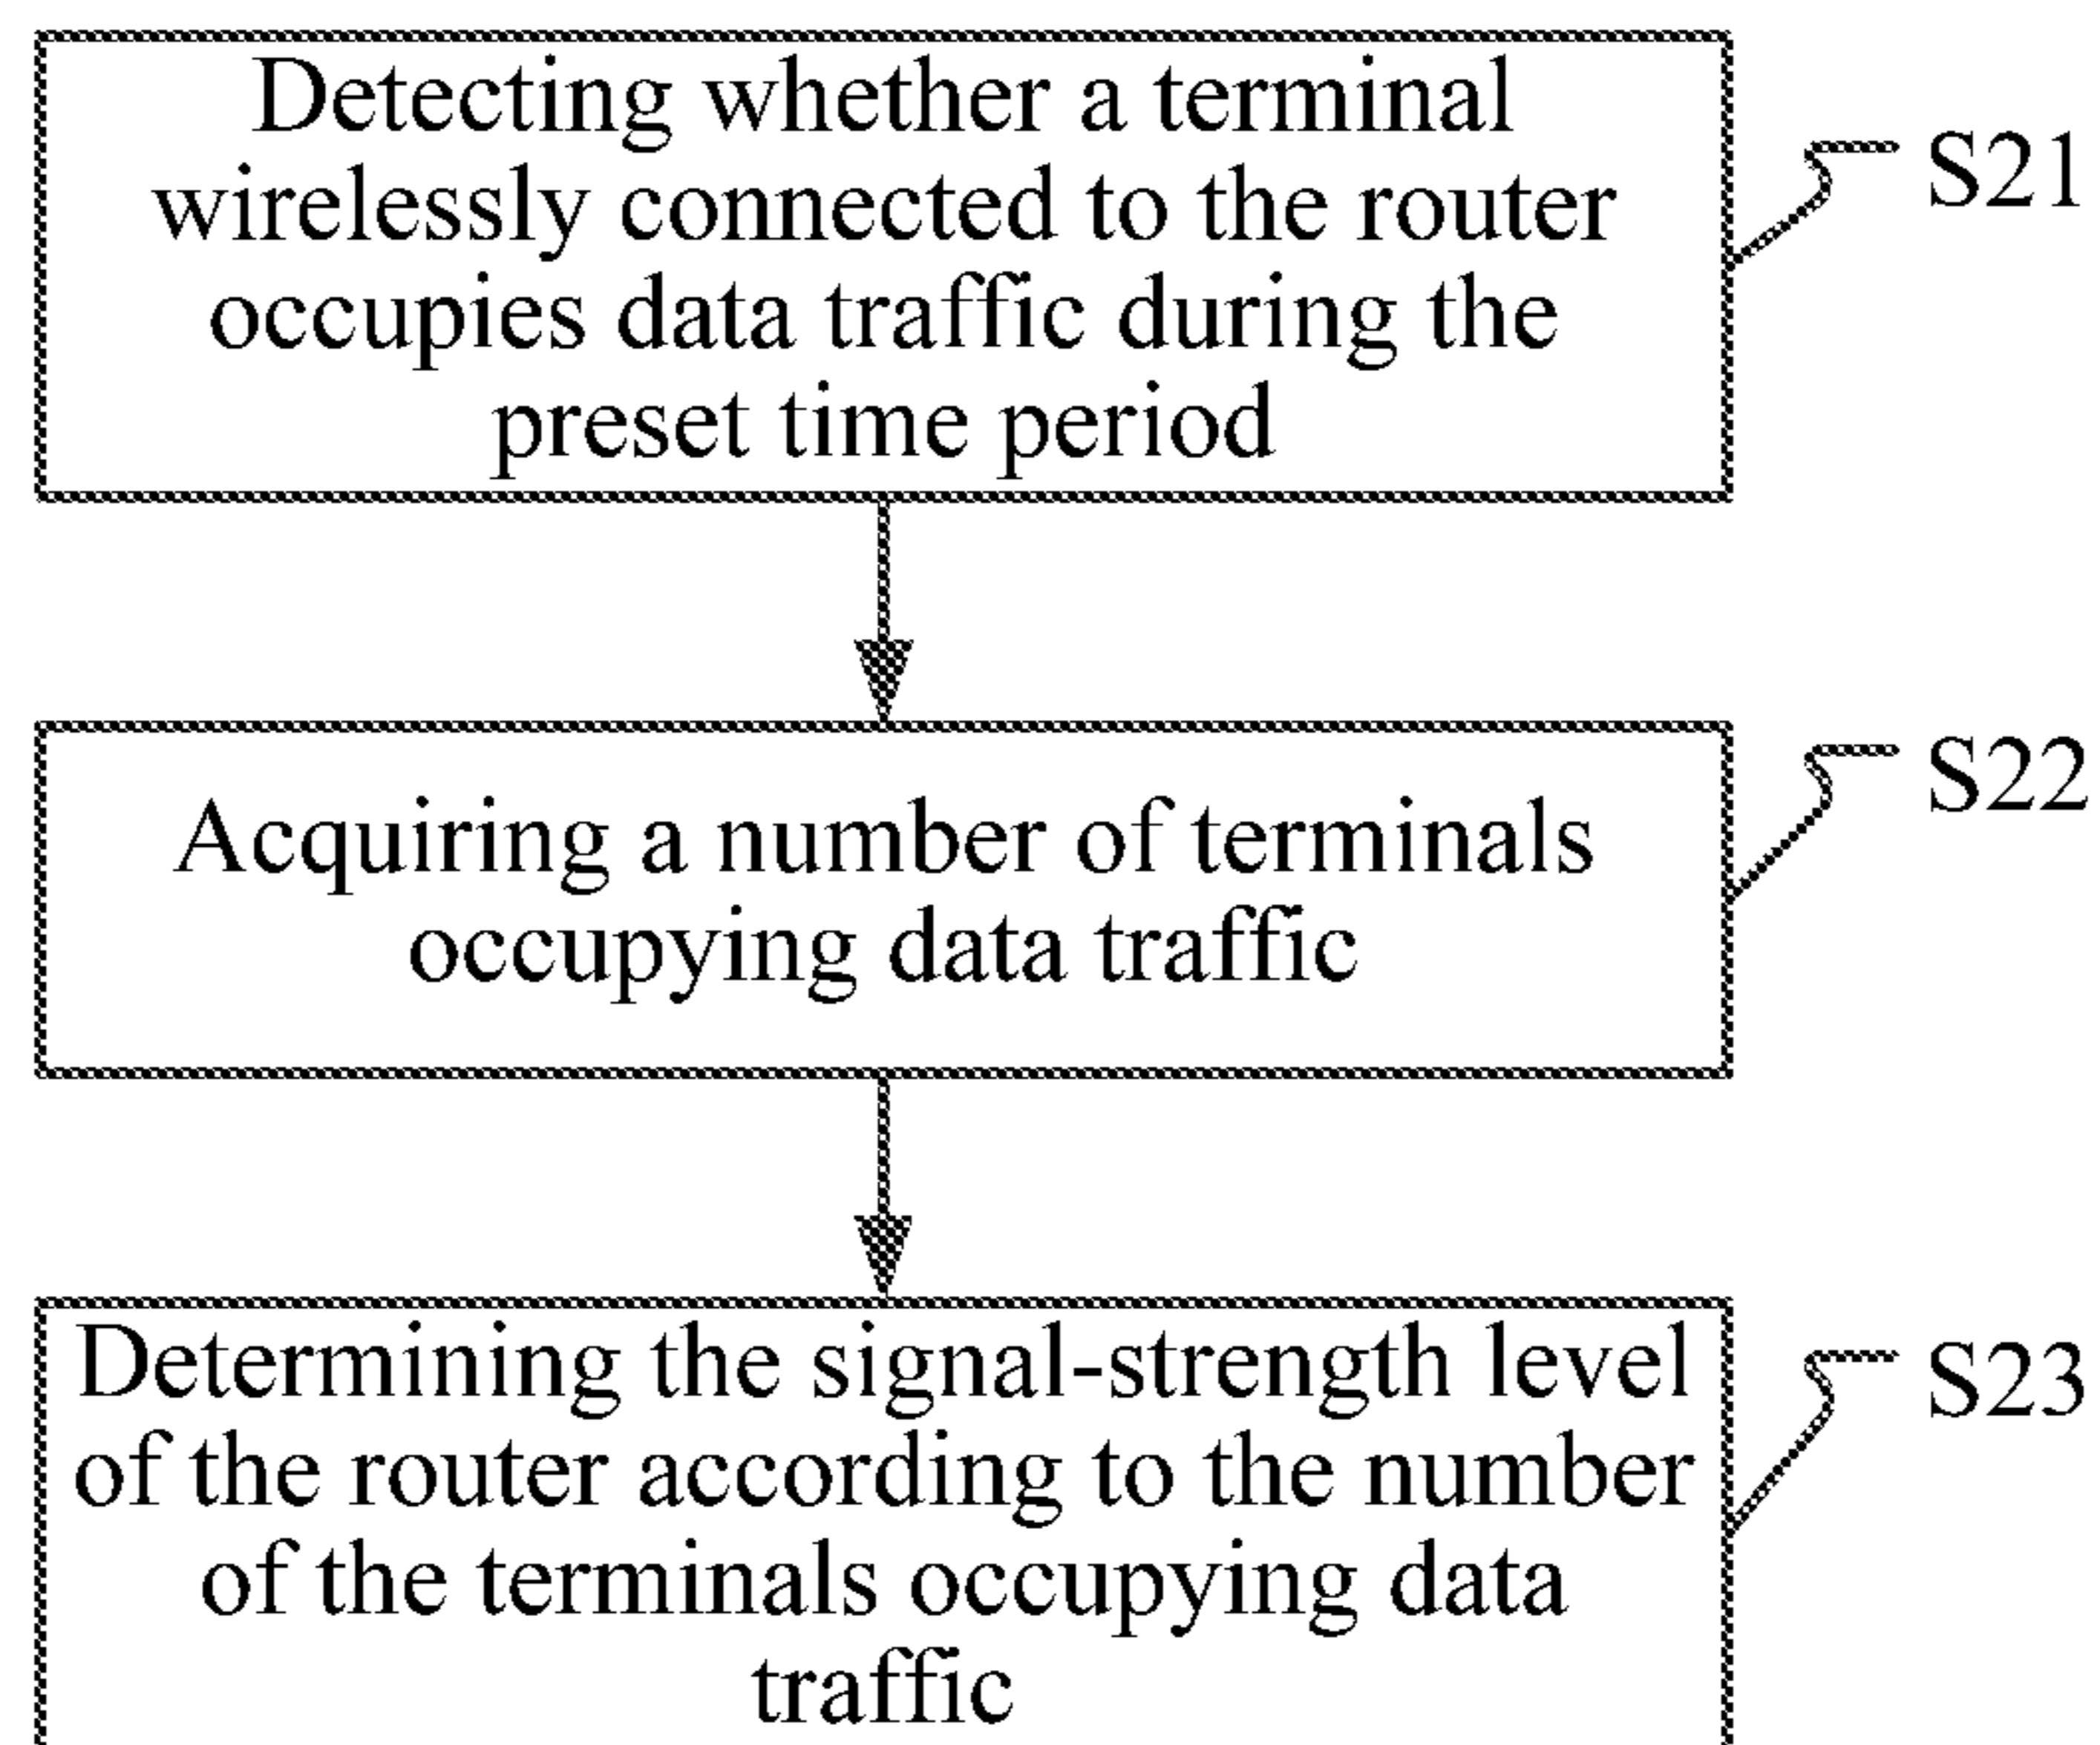 Detecting whether a terminal
wirelessly connected to the router
occupies data traffic during the
preset time period
S21
Acquiring a number of terminals
occupying data traffic
S22
Determining the signal-strength level
of the router according to the number
of the terminals occupying data
traffic
S23